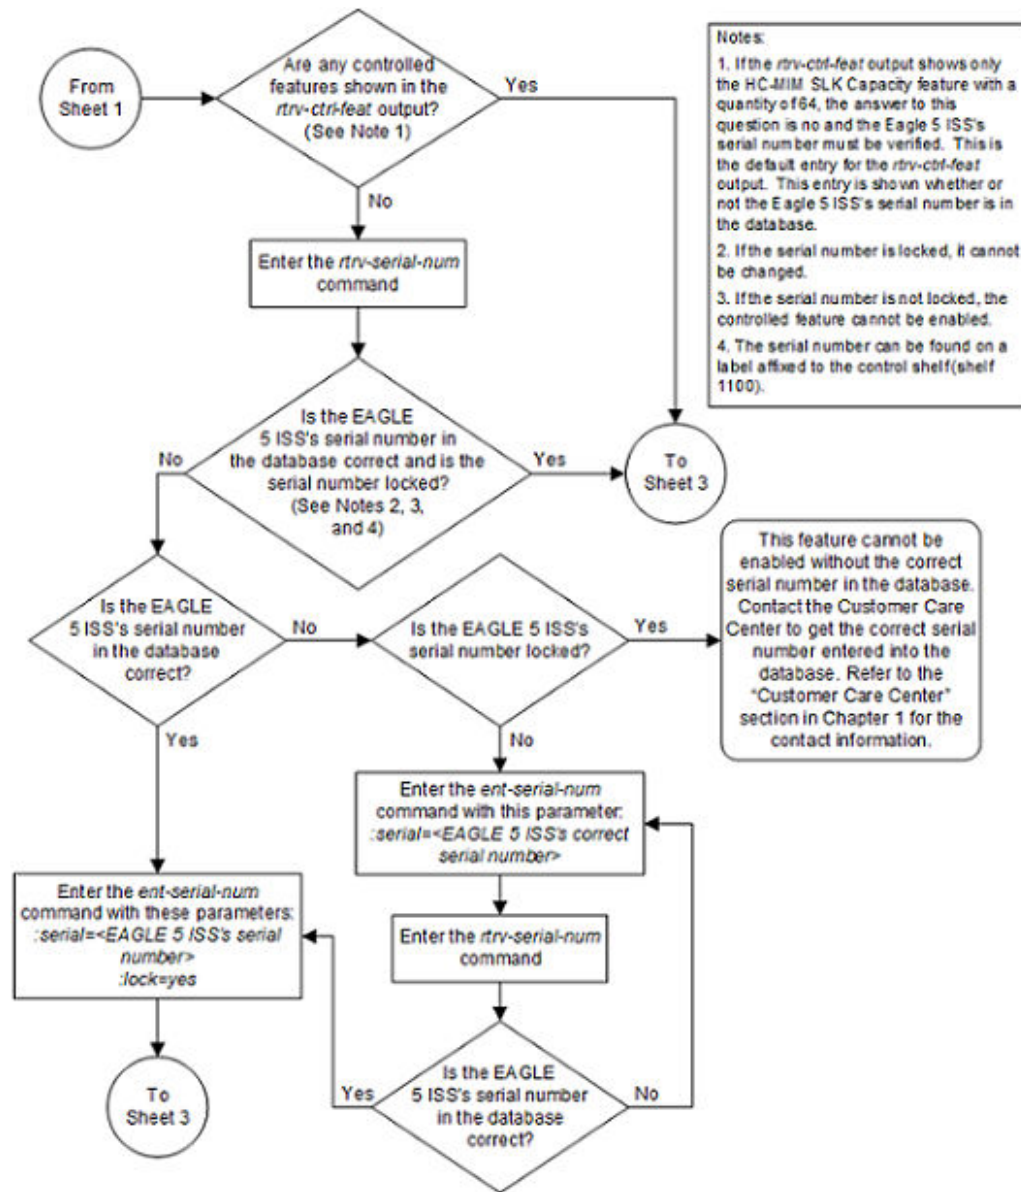 From
Sheet 1
Are any controlled
features shown in the
rtrv-ctrl-feat output?
(See Note 1)
Yes
No
Notes:
1. If the rtrv-ctrl-feat output shows only
the HC-MIM SLK Capacity feature with a
quantity of 64, the answer to this
question is no and the Eagle 5 ISS's
serial number must be verified. This is
the default entry for the rtrv-ctrl-feat
output. This entry is shown whether or
not the Eagle 5 ISS's serial number is in
the database.
2. If the serial number is locked, it cannot
be changed.
3. If the serial number is not locked, the
controlled feature cannot be enabled.
4. The serial number can be found on a
label affixed to the control shelf(shelf
1100).
Enter the rtrv-serial-num
command
Is the EAGLE
5 ISS's serial number in
the database correct and is the
serial number locked?
(See Notes 2, 3,
and 4)
No
Yes
To
Sheet 3
Is the EAGLE
5 ISS's serial number
in the database
correct?
No
Yes
Is the EAGLE 5 ISS's
serial number locked?
Yes
No
This feature cannot be
enabled without the correct
serial number in the database.
Contact the Customer Care
Center to get the correct serial
number entered into the
database. Refer to the
"Customer Care Center"
section in Chapter 1 for the
contact information.
Enter the ent-serial-num
command with this parameter:
:serial=<EAGLE 5 ISS's correct
serial number>
Enter the ent-serial-num
command with these parameters:
:serial=<EAGLE 5 ISS's serial
number>
:lock=yes
Enter the rtrv-serial-num
command
Is the EAGLE
5 ISS's serial number
in the database
correct?
Yes
No
To
Sheet 3